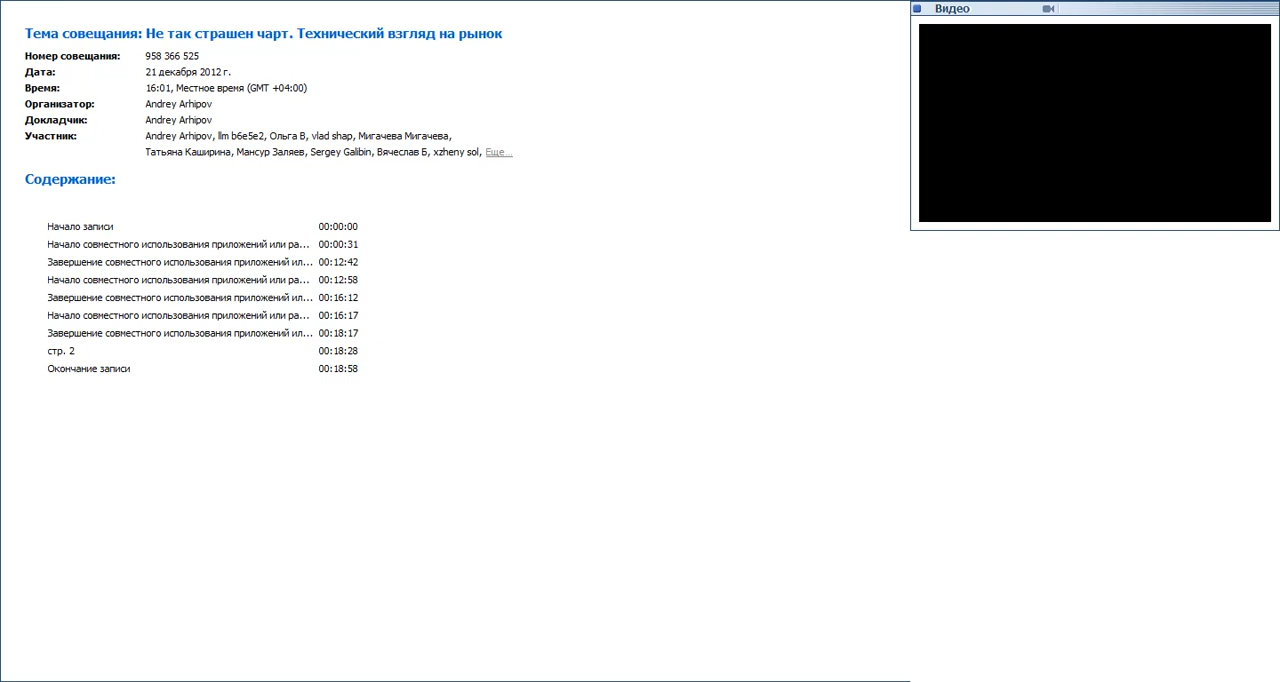 Тема совещания: Не так страшен чарт. Технический взгляд на рынок
Номер совещания: 958 366 525
Дата: 21 декабря 2012 г.
Время: 16:01, Местное время (GMT +04:00)
Организатор: Andrey Arhipov
Докладчик: Andrey Arhipov
Участник: Andrey Arhipov, llm b6e5e2, Ольга В, vlad shap, Мигачева Мигачева,
Татьяна Каширина, Мансур Заляев, Sergey Galibin, Вячеслав Б, xzheny sol, Еще...
Содержание:
Начало записи 00:00:00
Начало совместного использования приложений или ра... 00:00:31
Завершение совместного использования приложений ил... 00:12:42
Начало совместного использования приложений или ра... 00:12:58
Завершение совместного использования приложений ил... 00:16:12
Начало совместного использования приложений или ра... 00:16:17
Завершение совместного использования приложений ил... 00:18:17
стр. 2 00:18:28
Окончание записи 00:18:58
Видео